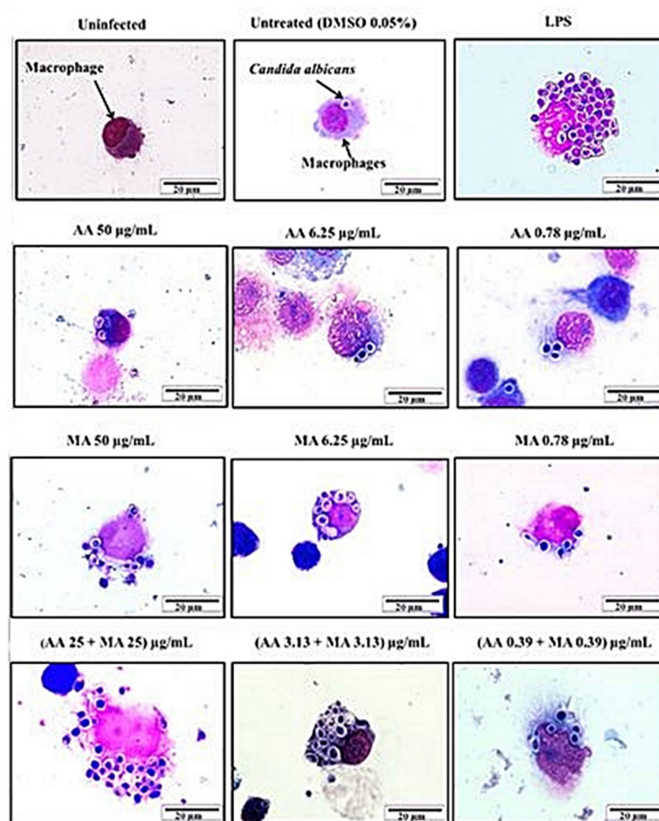 Uninfected
Untreated (DMSO 0.05%)
LPS
Macrophage
Candida albicans
Macrophages
20 µm
20 µm
20 µm
AA 50 µg/mL
AA 6.25 µg/mL
AA 0.78 µg/mL
20 µm
20 µm
20 µm
MA 50 µg/mL
MA 6.25 µg/mL
MA 0.78 µg/mL
20 µm
20 µm
20 µm
(AA 25 + MA 25) µg/mL
(AA 3.13 + MA 3.13) µg/mL
(AA 0.39 + MA 0.39) µg/mL
20 µm
20 µm
20 µm